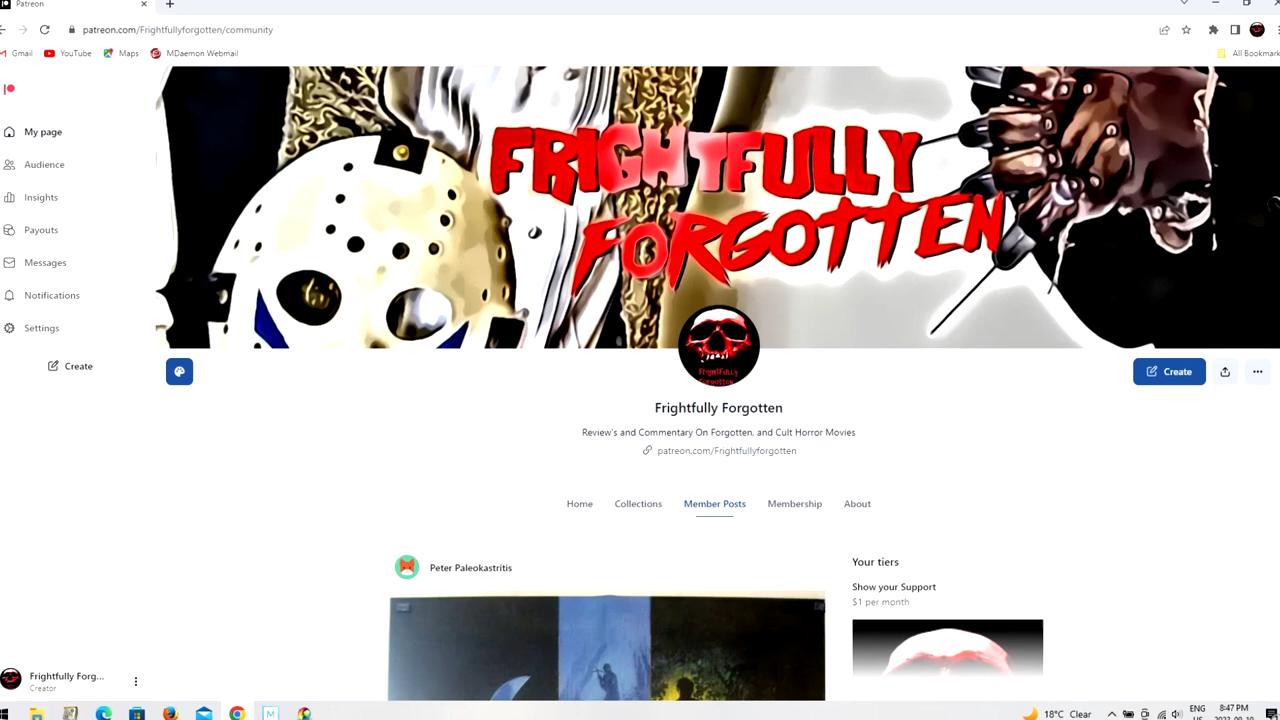 Patreon
patreon.com/Frightfullyforgotten/community
Gmail
YouTube
Maps
MDaemon Webmail
All Bookmark
FRIGHTFULLY
FORGOTTEN
My page
Audience
Insights
Payouts
Messages
Notifications
Settings
Create
Create
FrightFully
Forgotten
Frightfully Forgotten
Review's and Commentary On Forgotten, and Cult Horror Movies
patreon.com/Frightfullyforgotten
Home
Collections
Member Posts
Membership
About
Peter Paleokastritis
Your tiers
Show your Support
$1 per month
Frightfully Forg...
Creator
18°C Clear
ENG
US
8:47 PM